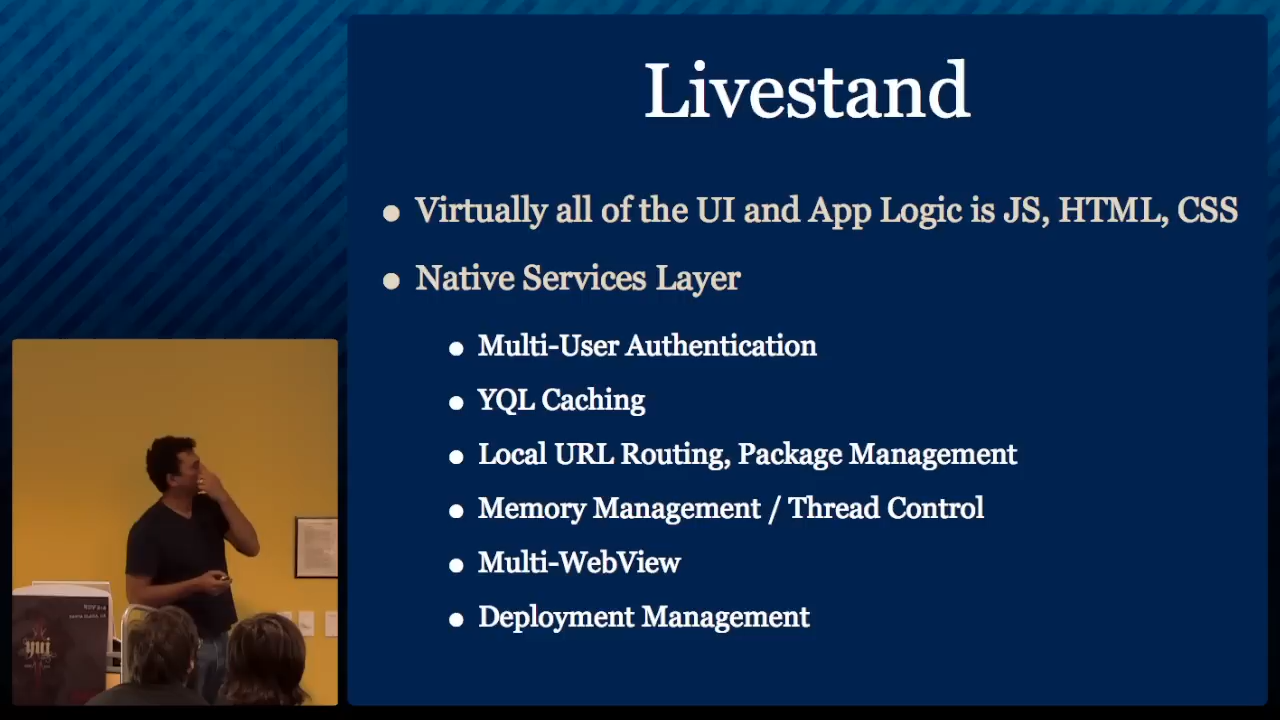 Livestand
• Virtually all of the UI and App Logic is JS, HTML, CSS
• Native Services Layer
• Multi-User Authentication
• YQL Caching
• Local URL Routing, Package Management
• Memory Management / Thread Control
• Multi-WebView
• Deployment Management
yui